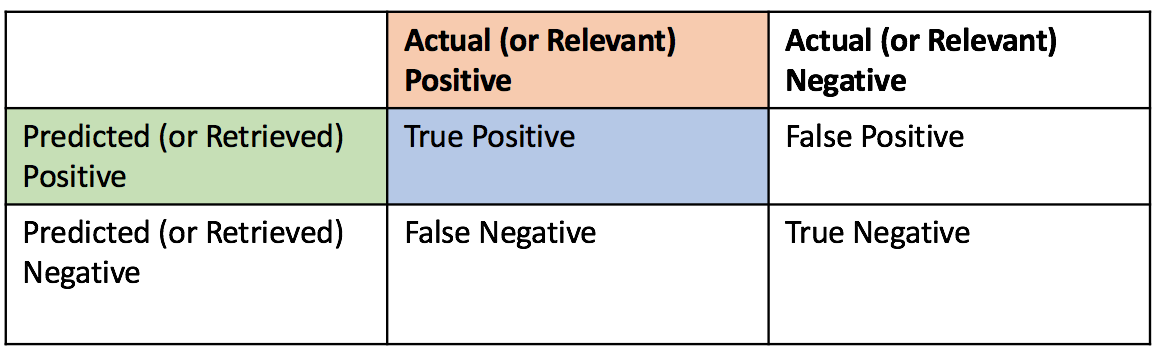 Actual (or Relevant)
Positive
Actual (or Relevant)
Negative
Predicted (or Retrieved)
Positive
True Positive
False Positive
Predicted (or Retrieved)
Negative
False Negative
True Negative